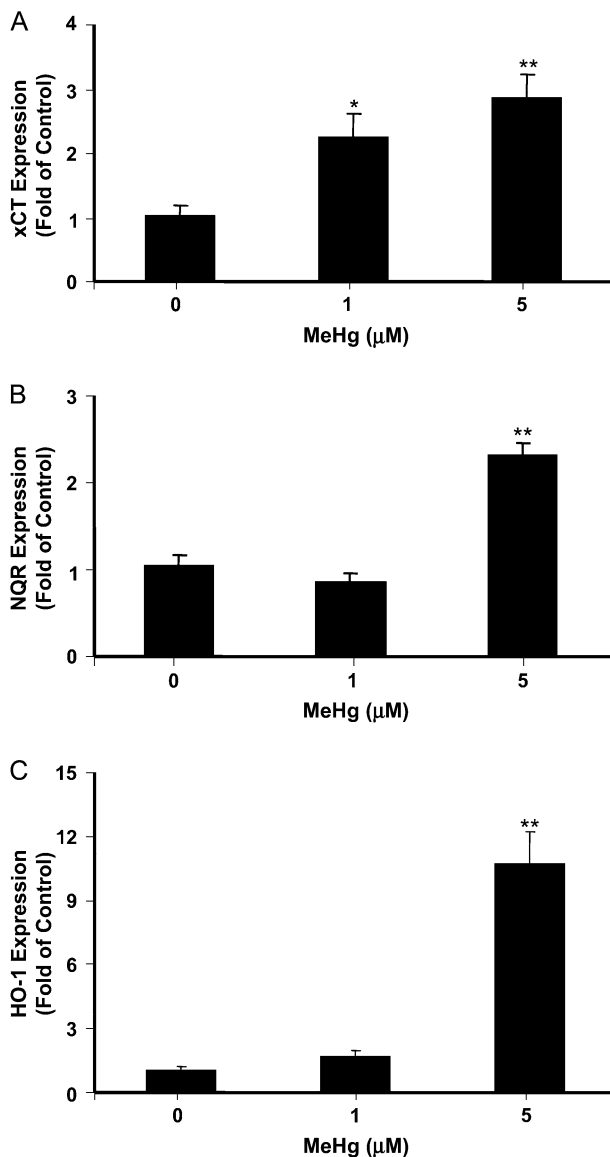 A
xCT Expression
(Fold of Control)
4
3
2
1
0
*
**
0 1 5
MeHg (µM)
B
NQR Expression
(Fold of Control)
3
2
1
0
**
0 1 5
MeHg (µM)
C
HO-1 Expression
(Fold of Control)
15
12
9
6
3
0
**
0 1 5
MeHg (µM)